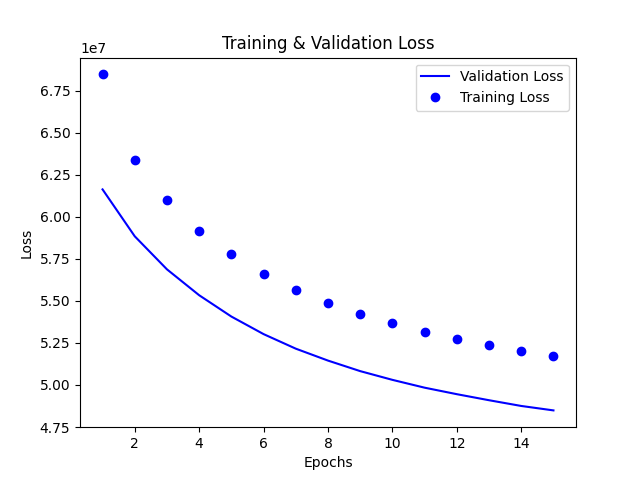 Training & Validation Loss
1e7
Validation Loss
Training Loss
6.75
6.50
6.25
6.00
5.75
5.50
5.25
5.00
4.75
Loss
2 4 6 8 10 12 14
Epochs